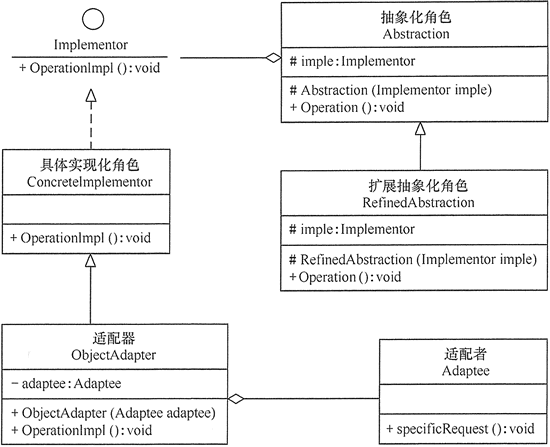 Implementor
+ OperationImpl():void
抽象化角色
Abstraction
# imple:Implementor
# Abstraction (Implementor imple)
+ Operation():void
具体实现化角色
ConcreteImplementor
+ OperationImpl():void
扩展抽象化角色
RefinedAbstraction
# imple:Implementor
# RefinedAbstraction (Implementor imple)
+ Operation():void
适配器
ObjectAdapter
- adaptee:Adaptee
+ ObjectAdapter (Adaptee adaptee)
+ OperationImpl():void
适配者
Adaptee
+ specificRequest():void